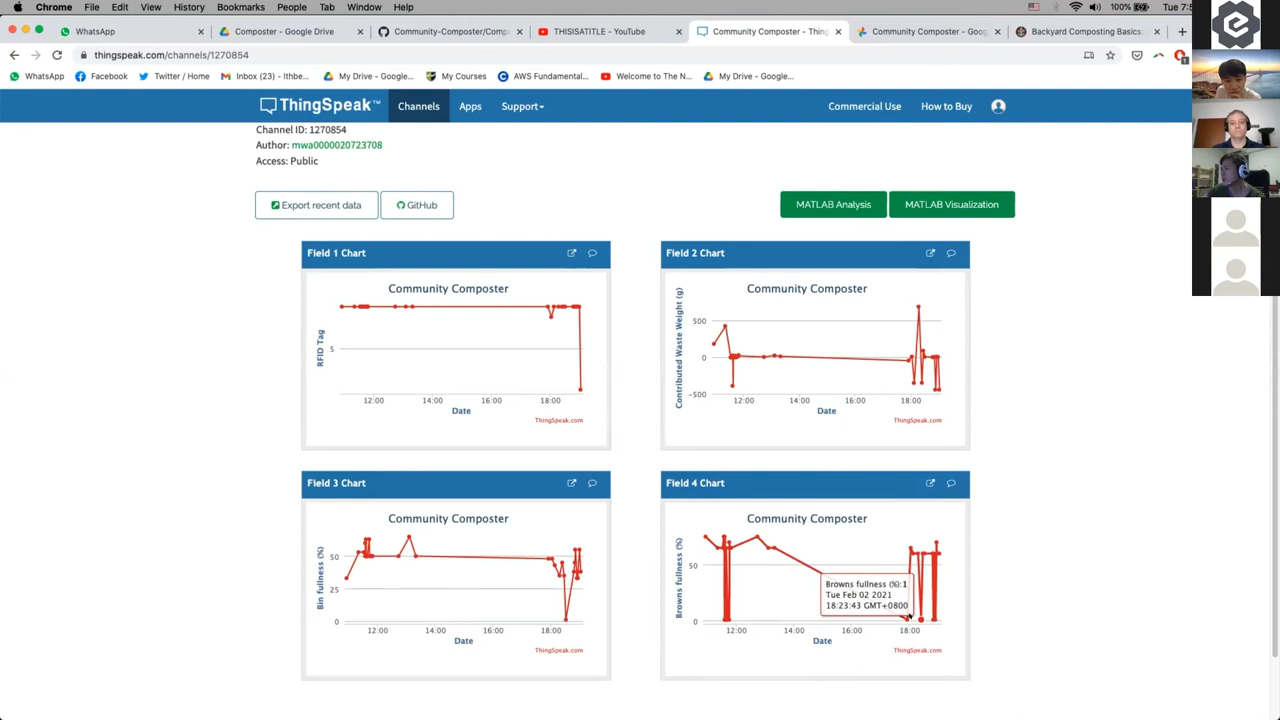 Chrome File Edit View History Bookmarks People Tab Window Help 100% Tue 7:5
WhatsApp Composter - Google Drive Community-Composter/Comp THISISATITLE - YouTube Community Composter - Thing Community Composter - Goog Backyard Composting Basics:
thingspeak.com/channels/1270854
WhatsApp Facebook Twitter / Home Inbox (23) - lthbe... My Drive - Google... My Courses AWS Fundamental... Welcome to The N... My Drive - Google...
ThingSpeak™ Channels Apps Support Commercial Use How to Buy
Channel ID: 1270854
Author: mwa0000020723708
Access: Public
Export recent data GitHub MATLAB Analysis MATLAB Visualization
Field 1 Chart
Community Composter
RFID Tag
5
12:00 14:00 16:00 18:00
Date
ThingSpeak.com
Field 2 Chart
Community Composter
Contributed Waste Weight (g)
500
0
-500
12:00 14:00 16:00 18:00
Date
ThingSpeak.com
Field 3 Chart
Community Composter
Bin fullness (%)
50
25
0
12:00 14:00 16:00 18:00
Date
ThingSpeak.com
Field 4 Chart
Community Composter
Browns fullness (%)
50
0
Browns fullness (%):1
Tue Feb 02 2021
18:23:43 GMT+0800
12:00 14:00 16:00 18:00
Date
ThingSpeak.com